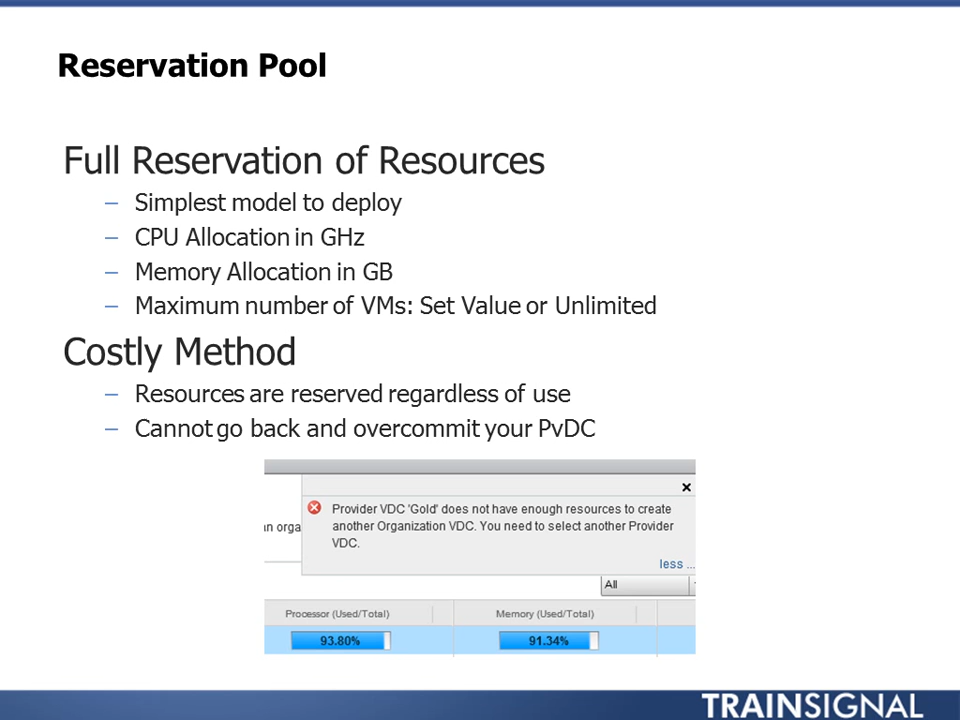 Reservation Pool
Full Reservation of Resources
– Simplest model to deploy
– CPU Allocation in GHz
– Memory Allocation in GB
– Maximum number of VMs: Set Value or Unlimited
Costly Method
– Resources are reserved regardless of use
– Cannot go back and overcommit your PvDC
Provider VDC 'Gold' does not have enough resources to create
an orga
another Organization VDC. You need to select another Provider
VDC.
less ...
All
Processor (Used/Total) Memory (Used/Total)
93.80% 91.34%
TRAINSIGNAL